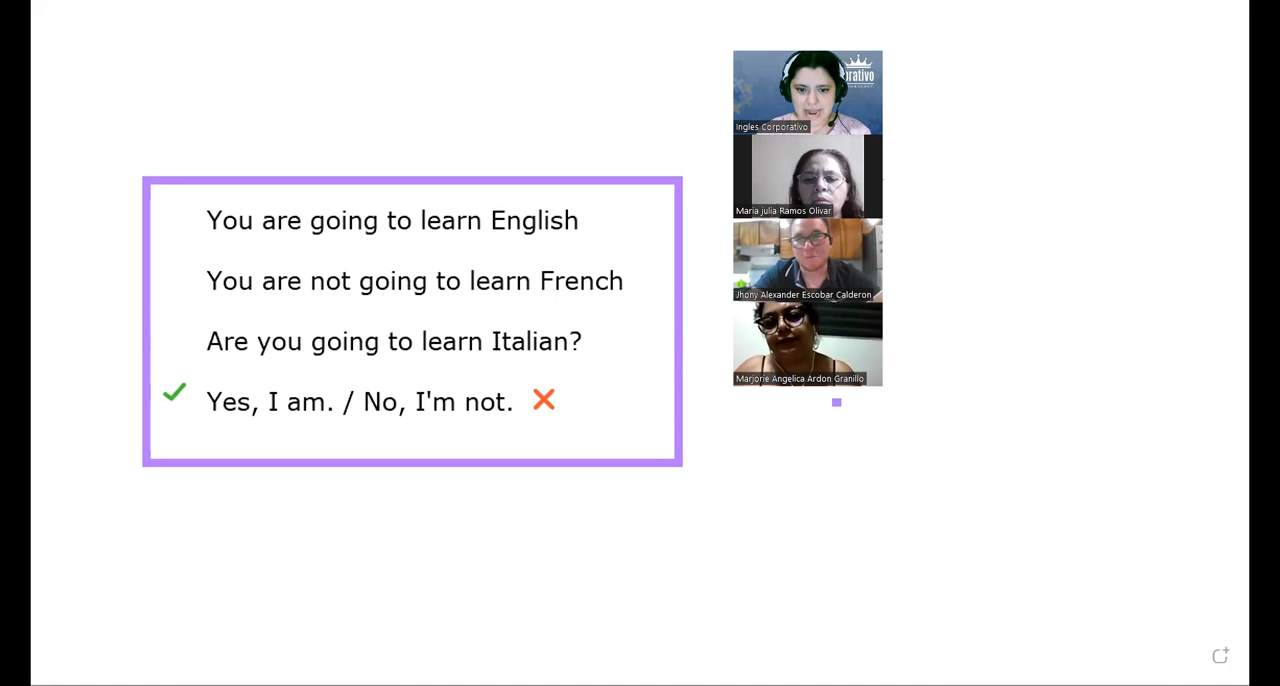 You are going to learn English
You are not going to learn French
Are you going to learn Italian?
Yes, I am. / No, I'm not.
orativo
Ingles Corporativo
Maria julia Ramos Olivar
Jhony Alexander Escobar Calderon
Marjorie Angelica Ardon Granillo